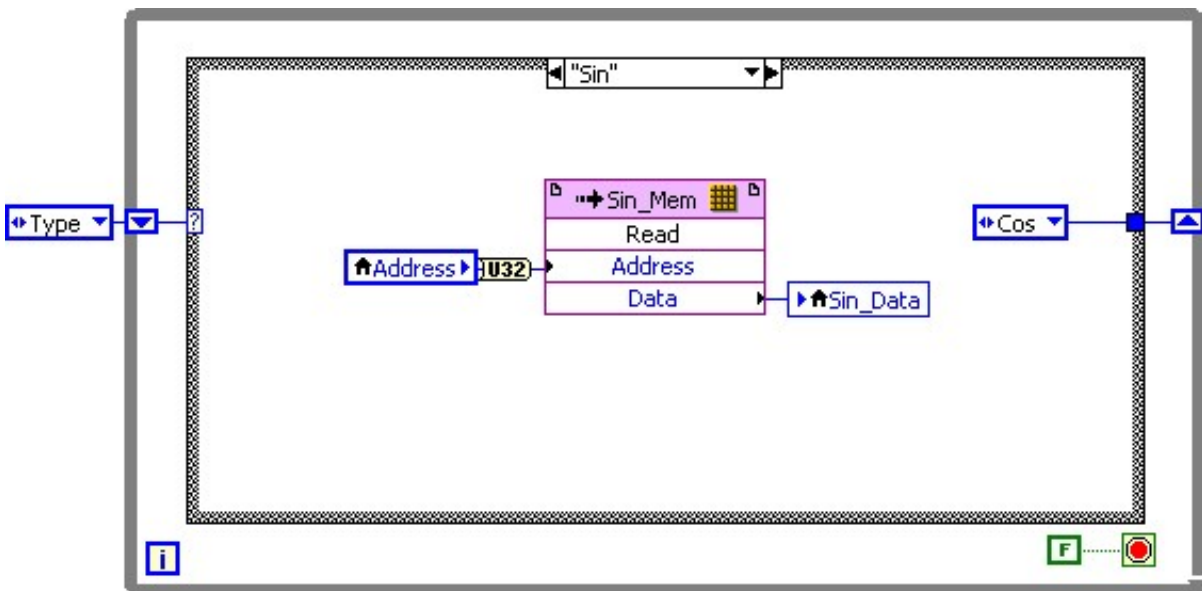 "Sin"
Sin_Mem
Read
Type
?
Cos
Address
U32
Address
Data
Sin_Data
i
F